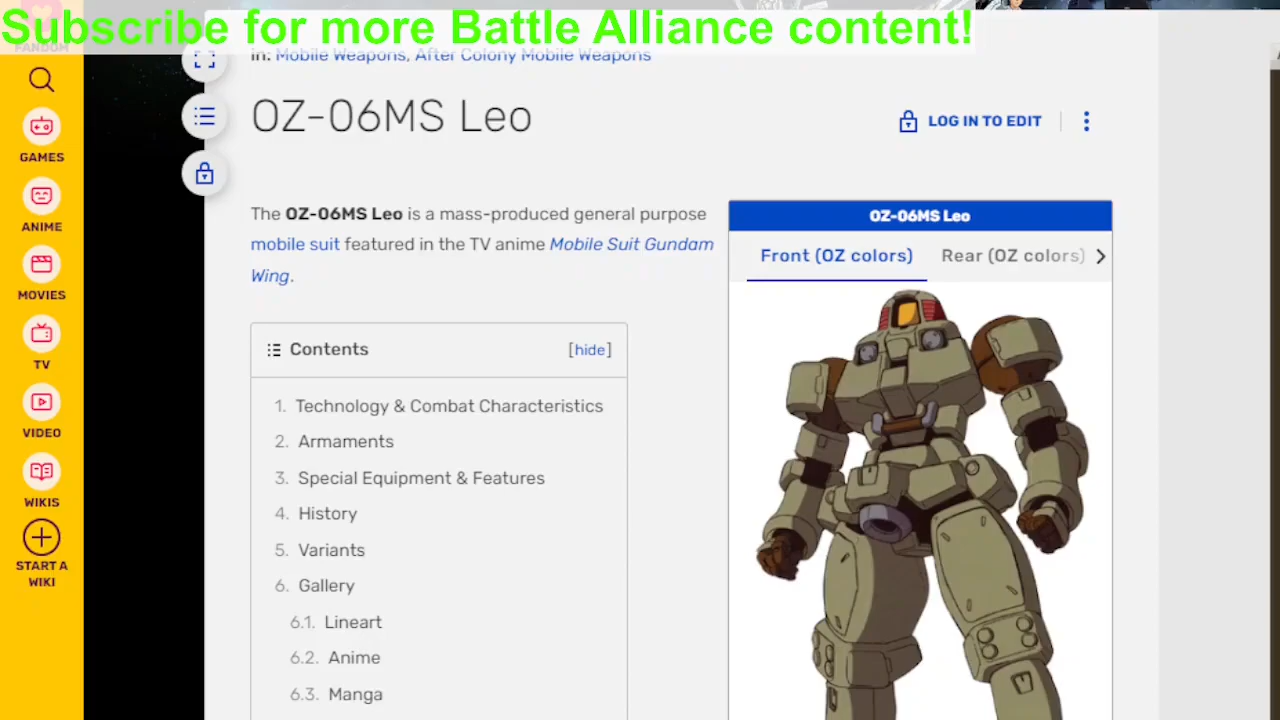 Subscribe for more Battle Alliance content!
FANDOM
In: Mobile Weapons, After Colony Mobile Weapons
OZ-06MS Leo
LOG IN TO EDIT
GAMES
ANIME
MOVIES
TV
VIDEO
WIKIS
START A
WIKI
The OZ-06MS Leo is a mass-produced general purpose
mobile suit featured in the TV anime Mobile Suit Gundam
Wing.
Contents [hide]
1. Technology & Combat Characteristics
2. Armaments
3. Special Equipment & Features
4. History
5. Variants
6. Gallery
6.1. Lineart
6.2. Anime
6.3. Manga
OZ-06MS Leo
Front (OZ colors) Rear (OZ colors)